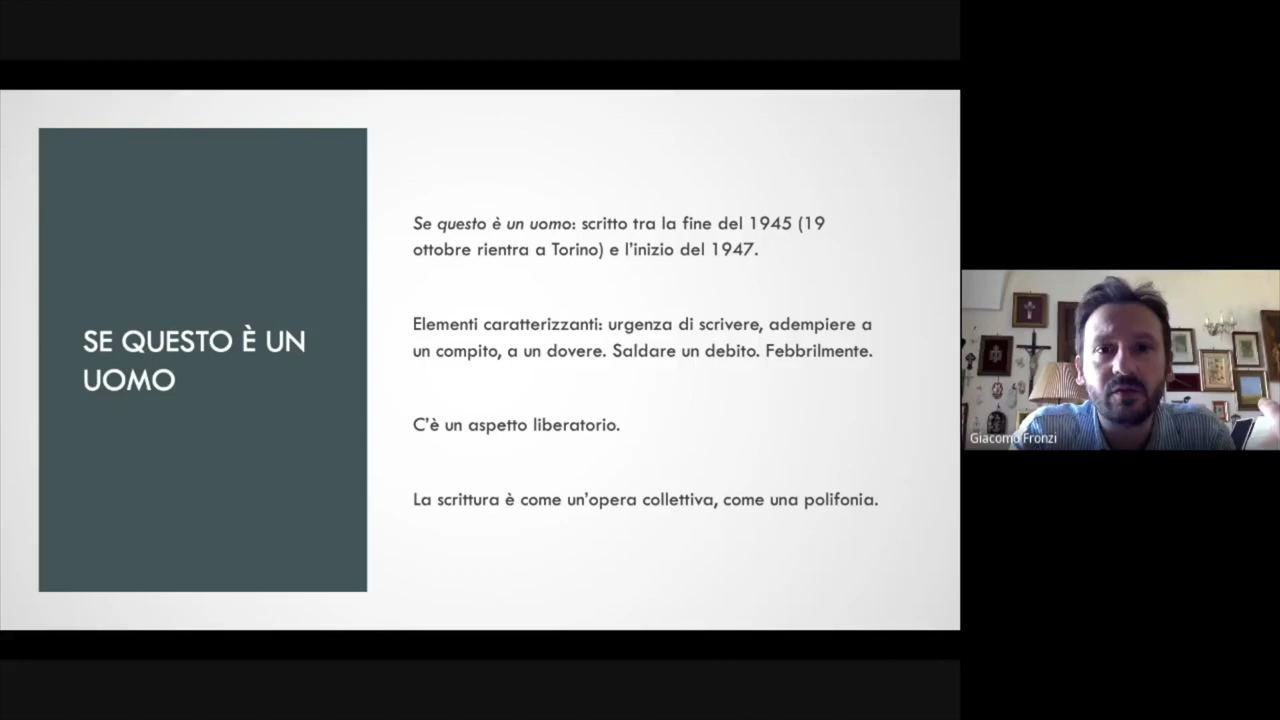 SE QUESTO È UN
UOMO
Se questo è un uomo: scritto tra la fine del 1945 (19
ottobre rientra a Torino) e l'inizio del 1947.
Elementi caratterizzanti: urgenza di scrivere, adempiere a
un compito, a un dovere. Saldare un debito. Febbrilmente.
C'è un aspetto liberatorio.
La scrittura è come un'opera collettiva, come una polifonia.
Giacomo Fronzi